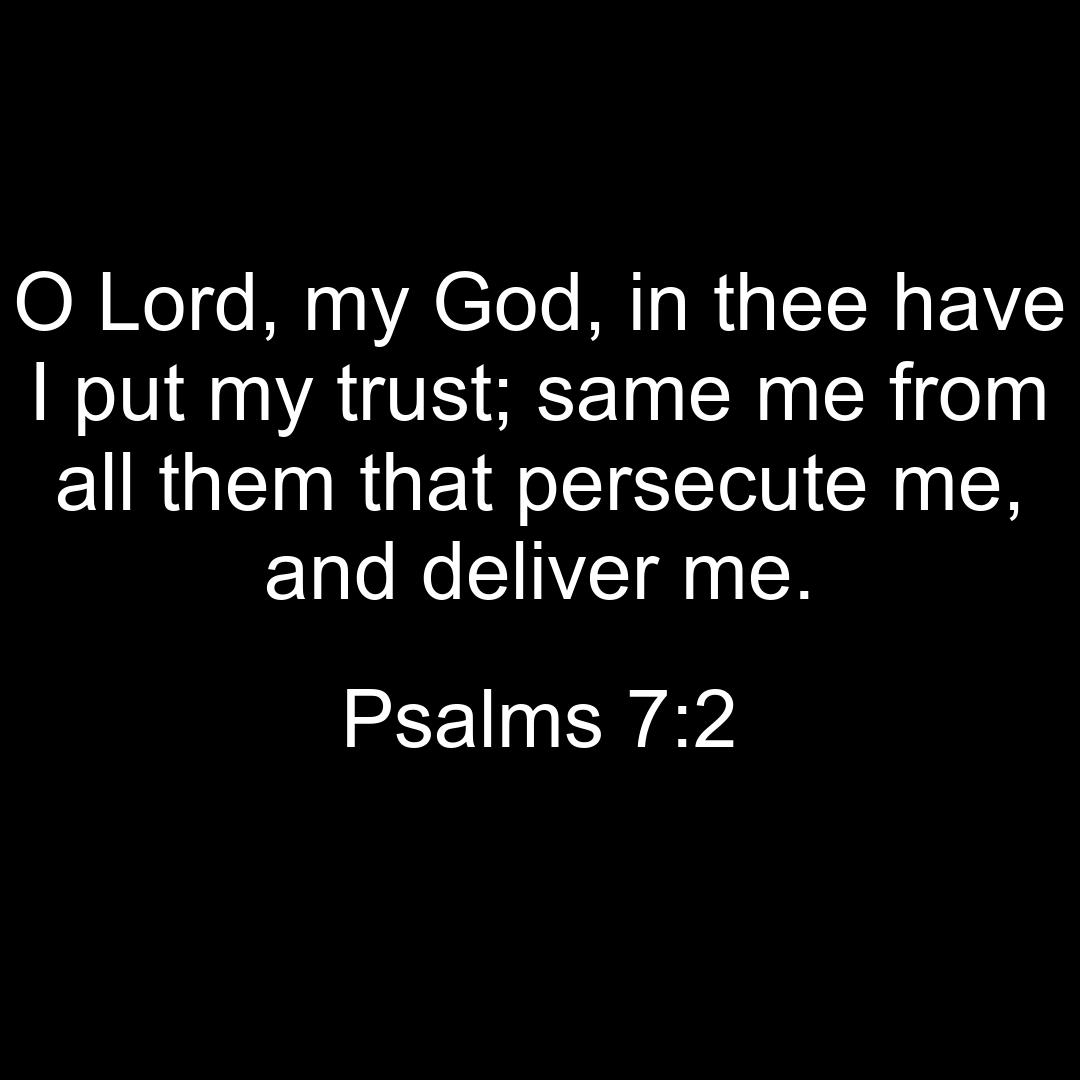 O Lord, my God, in thee have
I put my trust; same me from
all them that persecute me,
and deliver me.
Psalms 7:2